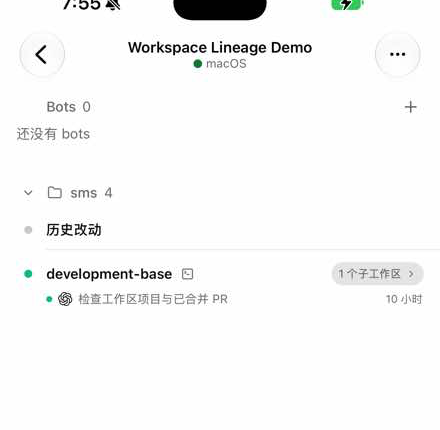 7:55
Workspace Lineage Demo
macOS
Bots 0
还没有 bots
sms 4
历史改动
development-base
1 个子工作区
检查工作区项目与已合并 PR
10 小时